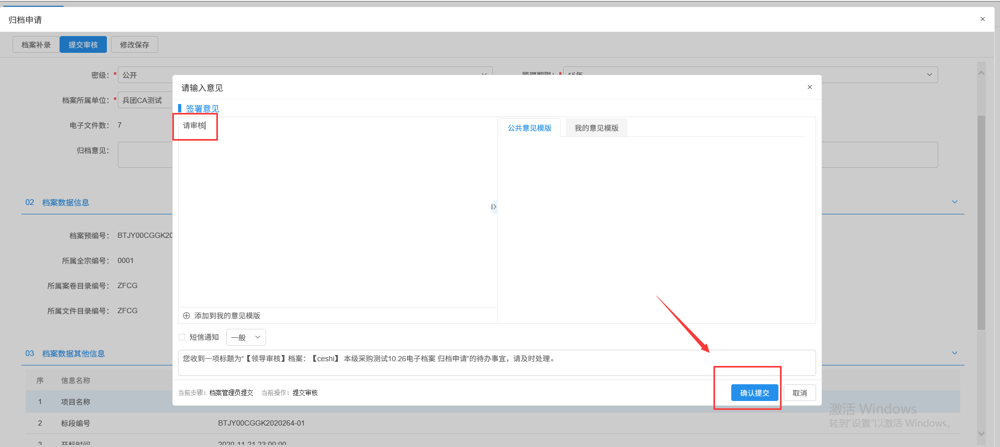 归档申请
档案补录 提交审核 修改保存
密级：* 公开 管理期限：* 15年
请输入意见
档案所属单位：* 兵团CA测试
签署意见
电子文件数： 7
请审核
公共意见模版 我的意见模版
归档意见：
02 档案数据信息
档案预编号： BTJY00CGGK20
所属全宗编号： 0001
所属案卷目录编号： ZFCG
所属文件目录编号： ZFCG
添加到我的意见模版
短信通知 一般
03 档案数据其他信息
您收到一项标题为“【领导审核】档案：【ceshi】 本级采购测试10.26电子档案 归档申请”的待办事宜，请及时处理。
序 信息名称
当前步骤：档案管理员提交 当前操作：提交审核
确认提交 取消
1 项目名称
激活 Windows
转到“设置”以激活 Windows。
2 标段编号 BTJY00CGGK2020264-01
3 开标时间 2020-11-21 23:00:00